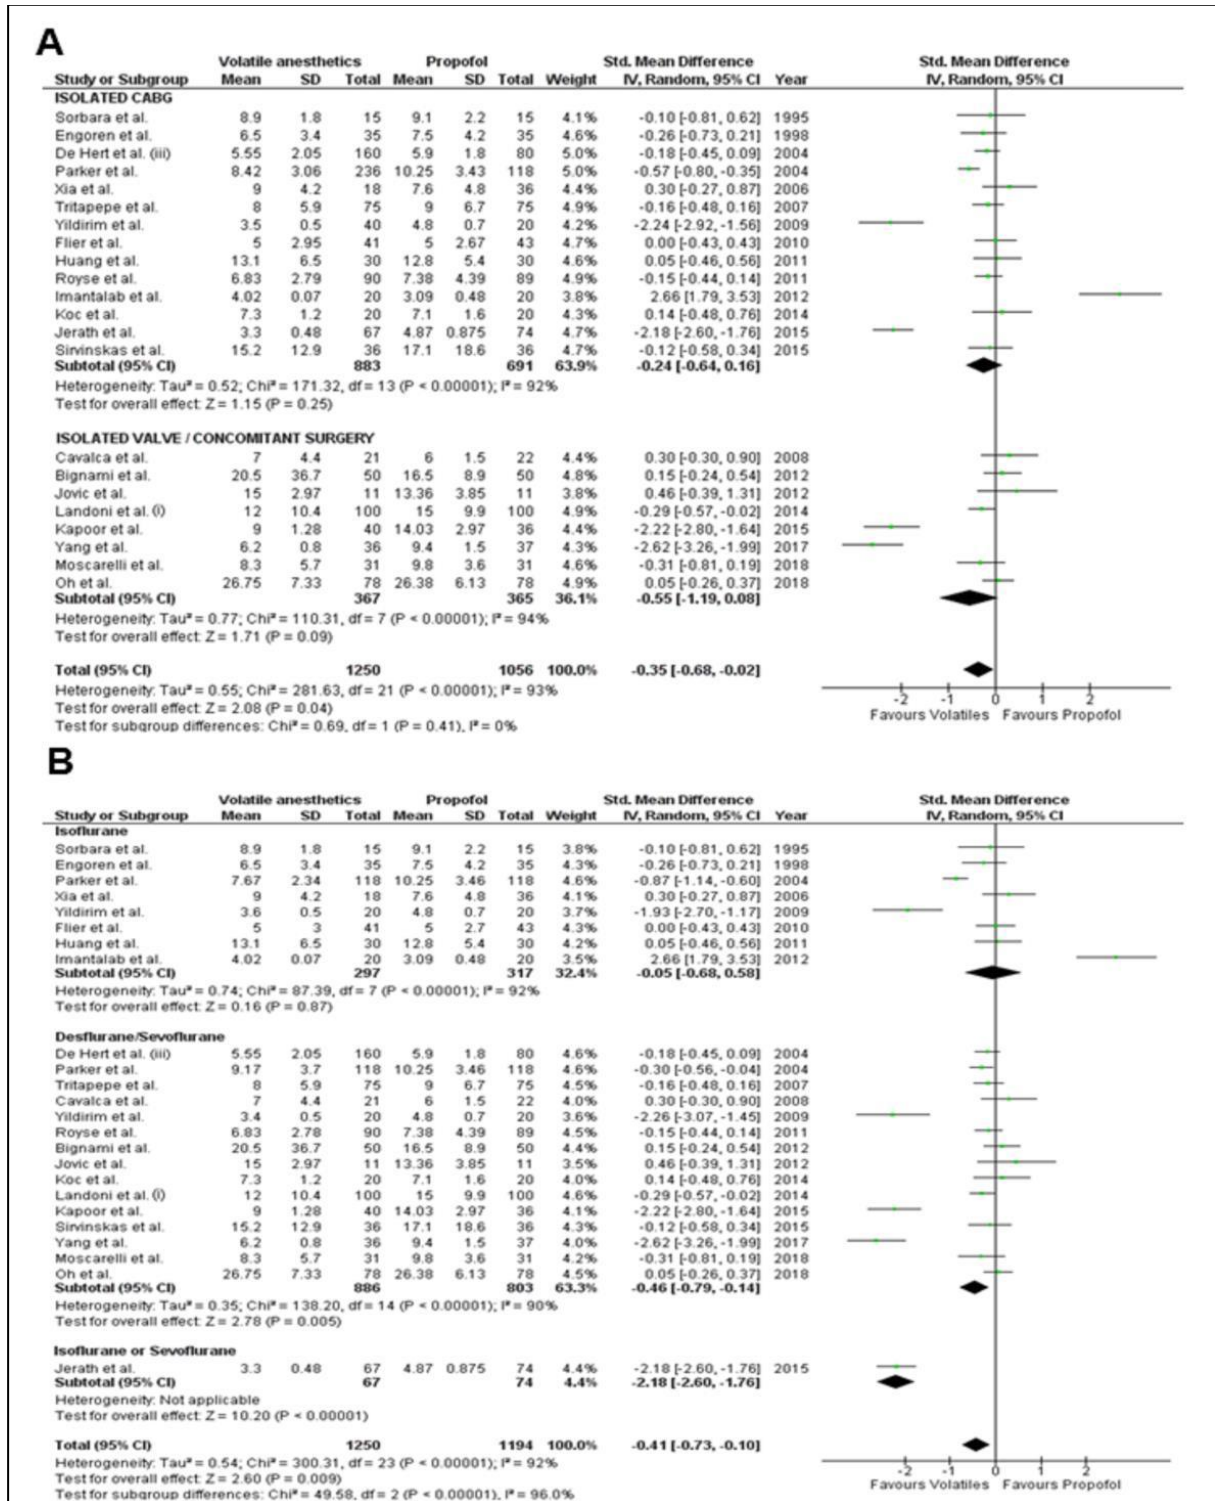 A
Volatile anesthetics Propofol Std. Mean Difference Std. Mean Difference
Study or Subgroup Mean SD Total Mean SD Total Weight IV, Random, 95% CI Year IV, Random, 95% CI
ISOLATED CABG
Sorbara et al. 8.9 1.8 15 9.1 2.2 15 4.1% -0.10 [-0.81, 0.62] 1995
Engoren et al. 6.5 3.4 35 7.5 4.2 35 4.6% -0.26 [-0.73, 0.21] 1998
De Hert et al. (iii) 5.55 2.05 160 5.9 1.8 80 5.0% -0.18 [-0.45, 0.09] 2004
Parker et al. 8.42 3.06 236 10.25 3.43 118 5.0% -0.57 [-0.80, -0.35] 2004
Xia et al. 9 4.2 18 7.6 4.8 36 4.4% 0.30 [-0.27, 0.87] 2006
Tritapepe et al. 8 5.9 75 9 6.7 75 4.9% -0.16 [-0.48, 0.16] 2007
Yildirim et al. 3.5 0.5 40 4.8 0.7 20 4.2% -2.24 [-2.92, -1.56] 2009
Flier et al. 5 2.95 41 5 2.67 43 4.7% 0.00 [-0.43, 0.43] 2010
Huang et al. 13.1 6.5 30 12.8 5.4 30 4.6% 0.05 [-0.46, 0.56] 2011
Royse et al. 6.83 2.79 90 7.38 4.39 89 4.9% -0.15 [-0.44, 0.14] 2011
Imantalab et al. 4.02 0.07 20 3.09 0.48 20 3.8% 2.66 [1.79, 3.53] 2012
Koc et al. 7.3 1.2 20 7.1 1.6 20 4.3% 0.14 [-0.48, 0.76] 2014
Jerath et al. 3.3 0.48 67 4.87 0.875 74 4.7% -2.18 [-2.60, -1.76] 2015
Sirvinskas et al. 15.2 12.9 36 17.1 18.6 36 4.7% -0.12 [-0.58, 0.34] 2015
Subtotal (95% CI) 883 691 63.9% -0.24 [-0.64, 0.16]
Heterogeneity: Tau² = 0.52; Chi² = 171.32, df = 13 (P < 0.00001); I² = 92%
Test for overall effect: Z = 1.15 (P = 0.25)
ISOLATED VALVE / CONCOMITANT SURGERY
Cavalca et al. 7 4.4 21 6 1.5 22 4.4% 0.30 [-0.30, 0.90] 2008
Bignami et al. 20.5 36.7 50 16.5 8.9 50 4.8% 0.15 [-0.24, 0.54] 2012
Jovic et al. 15 2.97 11 13.36 3.85 11 3.8% 0.46 [-0.39, 1.31] 2012
Landoni et al. (i) 12 10.4 100 15 9.9 100 4.9% -0.29 [-0.57, -0.02] 2014
Kapoor et al. 9 1.28 40 14.03 2.97 36 4.4% -2.22 [-2.80, -1.64] 2015
Yang et al. 6.2 0.8 36 9.4 1.5 37 4.3% -2.62 [-3.26, -1.99] 2017
Moscarelli et al. 8.3 5.7 31 9.8 3.6 31 4.6% -0.31 [-0.81, 0.19] 2018
Oh et al. 26.75 7.33 78 26.38 6.13 78 4.9% 0.05 [-0.26, 0.37] 2018
Subtotal (95% CI) 367 365 36.1% -0.55 [-1.19, 0.08]
Heterogeneity: Tau² = 0.77; Chi² = 110.31, df = 7 (P < 0.00001); I² = 94%
Test for overall effect: Z = 1.71 (P = 0.09)
Total (95% CI) 1250 1056 100.0% -0.35 [-0.68, -0.02]
Heterogeneity: Tau² = 0.55; Chi² = 281.63, df = 21 (P < 0.00001); I² = 93%
Test for overall effect: Z = 2.08 (P = 0.04)
Test for subgroup differences: Chi² = 0.69, df = 1 (P = 0.41), I² = 0%
-2 -1 0 1 2
Favours Volatiles Favours Propofol
B
Volatile anesthetics Propofol Std. Mean Difference Std. Mean Difference
Study or Subgroup Mean SD Total Mean SD Total Weight IV, Random, 95% CI Year IV, Random, 95% CI
Isoflurane
Sorbara et al. 8.9 1.8 15 9.1 2.2 15 3.8% -0.10 [-0.81, 0.62] 1995
Engoren et al. 6.5 3.4 35 7.5 4.2 35 4.3% -0.26 [-0.73, 0.21] 1998
Parker et al. 7.67 2.34 118 10.25 3.46 118 4.6% -0.87 [-1.14, -0.60] 2004
Xia et al. 9 4.2 18 7.6 4.8 36 4.1% 0.30 [-0.27, 0.87] 2006
Yildirim et al. 3.6 0.5 20 4.8 0.7 20 3.7% -1.93 [-2.70, -1.17] 2009
Flier et al. 5 3 41 5 2.7 43 4.4% 0.00 [-0.43, 0.43] 2010
Huang et al. 13.1 6.5 30 12.8 5.4 30 4.2% 0.05 [-0.46, 0.56] 2011
Imantalab et al. 4.02 0.07 20 3.09 0.48 20 3.5% 2.66 [1.79, 3.53] 2012
Subtotal (95% CI) 297 317 32.4% -0.05 [-0.68, 0.58]
Heterogeneity: Tau² = 0.74; Chi² = 87.39, df = 7 (P < 0.00001); I² = 92%
Test for overall effect: Z = 0.16 (P = 0.87)
Desflurane/Sevoflurane
De Hert et al. (iii) 5.55 2.05 160 5.9 1.8 80 4.6% -0.18 [-0.45, 0.09] 2004
Parker et al. 9.17 3.7 118 10.25 3.46 118 4.6% -0.30 [-0.56, -0.04] 2004
Tritapepe et al. 8 5.9 75 9 6.7 75 4.5% -0.16 [-0.48, 0.16] 2007
Cavalca et al. 7 4.4 21 6 1.5 22 4.0% 0.30 [-0.30, 0.90] 2008
Yildirim et al. 3.4 0.5 20 4.8 0.7 20 3.6% -2.26 [-3.07, -1.45] 2009
Royse et al. 6.83 2.78 90 7.38 4.39 89 4.6% -0.15 [-0.44, 0.14] 2011
Bignami et al. 20.5 36.7 50 16.5 8.9 50 4.4% 0.15 [-0.24, 0.54] 2012
Jovic et al. 15 2.97 11 13.36 3.85 11 3.5% 0.46 [-0.39, 1.31] 2012
Koc et al. 7.3 1.2 20 7.1 1.6 20 4.0% 0.14 [-0.48, 0.76] 2014
Landoni et al. (i) 12 10.4 100 15 9.9 100 4.6% -0.29 [-0.57, -0.02] 2014
Kapoor et al. 9 1.28 40 14.03 2.97 36 4.1% -2.22 [-2.80, -1.64] 2015
Sirvinskas et al. 15.2 12.9 36 17.1 18.6 36 4.3% -0.12 [-0.58, 0.34] 2015
Yang et al. 6.2 0.8 36 9.4 1.5 37 4.0% -2.62 [-3.26, -1.99] 2017
Moscarelli et al. 8.3 5.7 31 9.8 3.6 31 4.2% -0.31 [-0.81, 0.19] 2018
Oh et al. 26.75 7.33 78 26.38 6.13 78 4.5% 0.05 [-0.26, 0.37] 2018
Subtotal (95% CI) 886 803 63.3% -0.46 [-0.79, -0.14]
Heterogeneity: Tau² = 0.35; Chi² = 138.20, df = 14 (P < 0.00001); I² = 90%
Test for overall effect: Z = 2.78 (P = 0.005)
Isoflurane or Sevoflurane
Jerath et al. 3.3 0.48 67 4.87 0.875 74 4.4% -2.18 [-2.60, -1.76] 2015
Subtotal (95% CI) 67 74 4.4% -2.18 [-2.60, -1.76]
Heterogeneity: Not applicable
Test for overall effect: Z = 10.20 (P < 0.00001)
Total (95% CI) 1250 1194 100.0% -0.41 [-0.73, -0.10]
Heterogeneity: Tau² = 0.54; Chi² = 300.31, df = 23 (P < 0.00001); I² = 92%
Test for overall effect: Z = 2.60 (P = 0.009)
Test for subgroup differences: Chi² = 49.58, df = 2 (P < 0.00001), I² = 96.0%
-2 -1 0 1 2
Favours Volatiles Favours Propofol